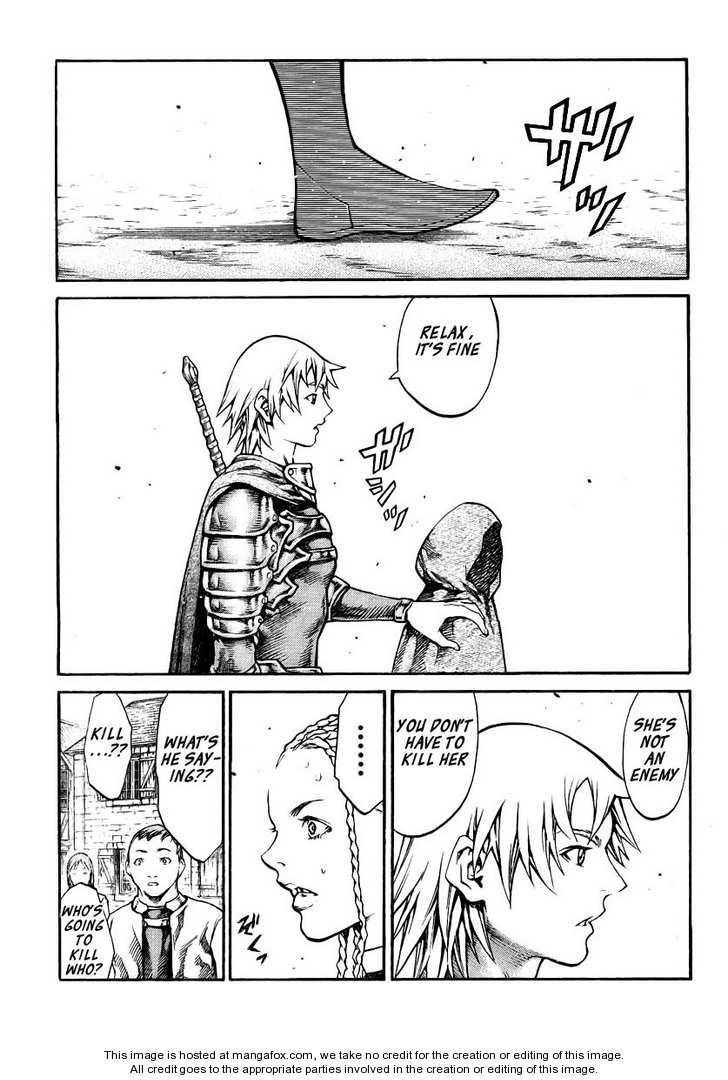 ザザッ
RELAX,
IT'S FINE
SHE'S
NOT
AN
ENEMY
YOU DON'T
HAVE TO
KILL HER
......
WHAT'S
HE SAY-
ING??
KILL
...??
WHO'S
GOING
TO
KILL
WHO?
This image is hosted at mangafox.com, we take no credit for the creation or editing of this image.
All credit goes to the appropriate parties involved in the creation or editing of this image.